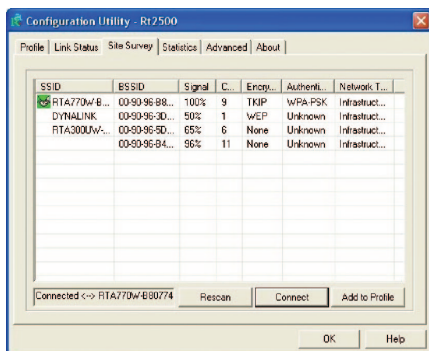 Configuration Utility - Rt2500
Profile Link Status Site Survey Statistics Advanced About
SSID BSSID Signal C... Encry... Authenti... Network T...
RTA770W-B... 00-90-96-B8... 100% 9 TKIP WPA-PSK Infrastruct...
DYNALINK 00-90-96-3D... 50% 1 WEP Unknown Infrastruct...
RTA300UW-... 00-90-96-5D... 65% 6 None Unknown Infrastruct...
00-90-96-B4... 96% 11 None Unknown Infrastruct...
Connected <--> RTA770W-B80774 Rescan Connect Add to Profile
OK Help